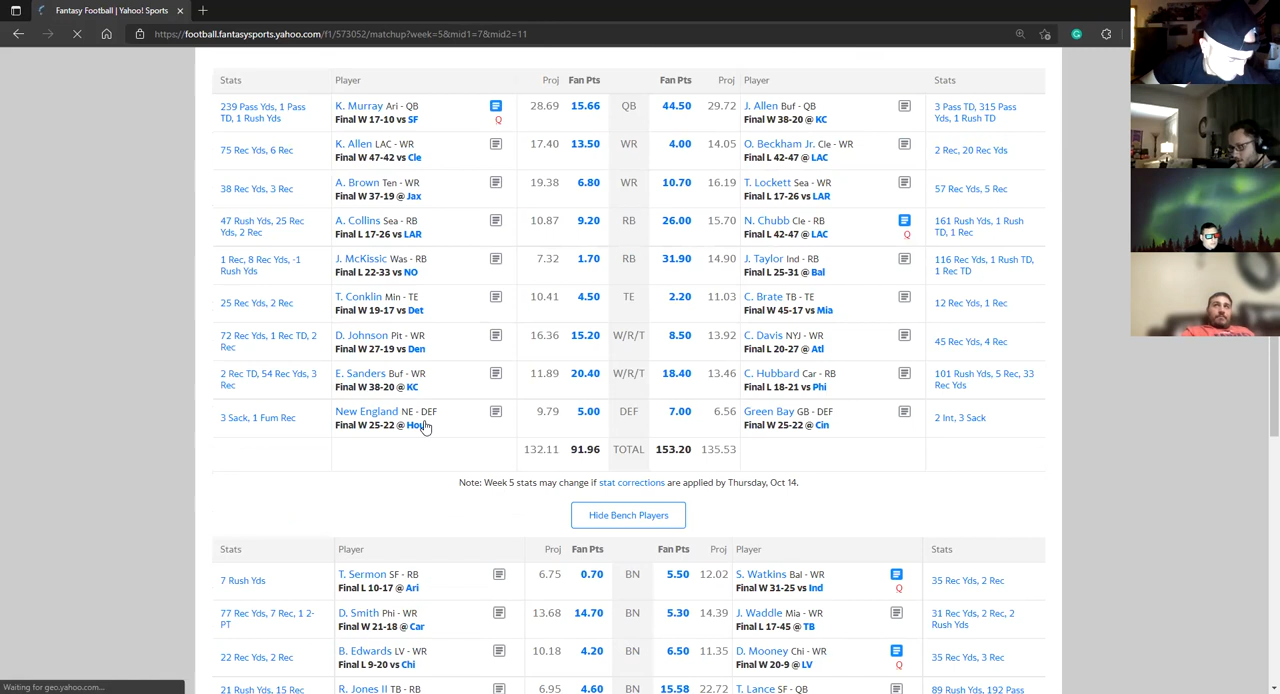 Fantasy Football | Yahoo! Sports
https://football.fantasysports.yahoo.com/f1/573052/matchup?week=5&mid1=7&mid2=11
Stats Player Proj Fan Pts Fan Pts Proj Player Stats
239 Pass Yds, 1 Pass TD, 1 Rush Yds K. Murray Ari - QB Q 28.69 15.66 QB 44.50 29.72 J. Allen Buf - QB 3 Pass TD, 315 Pass Yds, 1 Rush TD
Final W 17-10 vs SF Final W 38-20 @ KC
75 Rec Yds, 6 Rec K. Allen LAC - WR 17.40 13.50 WR 4.00 14.05 O. Beckham Jr. Cle - WR 2 Rec, 20 Rec Yds
Final W 47-42 vs Cle Final L 42-47 @ LAC
38 Rec Yds, 3 Rec A. Brown Ten - WR 19.38 6.80 WR 10.70 16.19 T. Lockett Sea - WR 57 Rec Yds, 5 Rec
Final W 37-19 @ Jax Final L 17-26 vs LAR
47 Rush Yds, 25 Rec Yds, 2 Rec A. Collins Sea - RB 10.87 9.20 RB 26.00 15.70 N. Chubb Cle - RB Q 161 Rush Yds, 1 Rush TD, 1 Rec
Final L 17-26 vs LAR Final L 42-47 @ LAC
1 Rec, 8 Rec Yds, -1 Rush Yds J. McKissic Was - RB 7.32 1.70 RB 31.90 14.90 J. Taylor Ind - RB 116 Rec Yds, 1 Rush TD, 1 Rec TD
Final L 22-33 vs NO Final L 25-31 @ Bal
25 Rec Yds, 2 Rec T. Conklin Min - TE 10.41 4.50 TE 2.20 11.03 C. Brate TB - TE 12 Rec Yds, 1 Rec
Final W 19-17 vs Det Final W 45-17 vs Mia
72 Rec Yds, 1 Rec TD, 2 Rec D. Johnson Pit - WR 16.36 15.20 W/R/T 8.50 13.92 C. Davis NYJ - WR 45 Rec Yds, 4 Rec
Final W 27-19 vs Den Final L 20-27 @ Atl
2 Rec TD, 54 Rec Yds, 3 Rec E. Sanders Buf - WR 11.89 20.40 W/R/T 18.40 13.46 C. Hubbard Car - RB 101 Rush Yds, 5 Rec, 33 Rec Yds
Final W 38-20 @ KC Final L 18-21 vs Phi
3 Sack, 1 Fum Rec New England NE - DEF 9.79 5.00 DEF 7.00 6.56 Green Bay GB - DEF 2 Int, 3 Sack
Final W 25-22 @ Hou Final W 25-22 @ Cin
132.11 91.96 TOTAL 153.20 135.53
Note: Week 5 stats may change if stat corrections are applied by Thursday, Oct 14.
Hide Bench Players
Stats Player Proj Fan Pts Fan Pts Proj Player Stats
7 Rush Yds T. Sermon SF - RB 6.75 0.70 BN 5.50 12.02 S. Watkins Bal - WR Q 35 Rec Yds, 2 Rec
Final L 10-17 @ Ari Final W 31-25 vs Ind
77 Rec Yds, 7 Rec, 1 2-PT D. Smith Phi - WR 13.68 14.70 BN 5.30 14.39 J. Waddle Mia - WR 31 Rec Yds, 2 Rec, 2 Rush Yds
Final W 21-18 @ Car Final L 17-45 @ TB
22 Rec Yds, 2 Rec B. Edwards LV - WR 10.18 4.20 BN 6.50 11.35 D. Mooney Chi - WR Q 35 Rec Yds, 3 Rec
Final L 9-20 vs Chi Final W 20-9 @ LV
21 Rush Yds, 15 Rec R. Jones II TB - RB 6.95 4.60 BN 15.58 22.72 T. Lance SF - QB 89 Rush Yds, 192 Pass
Waiting for geo.yahoo.com...